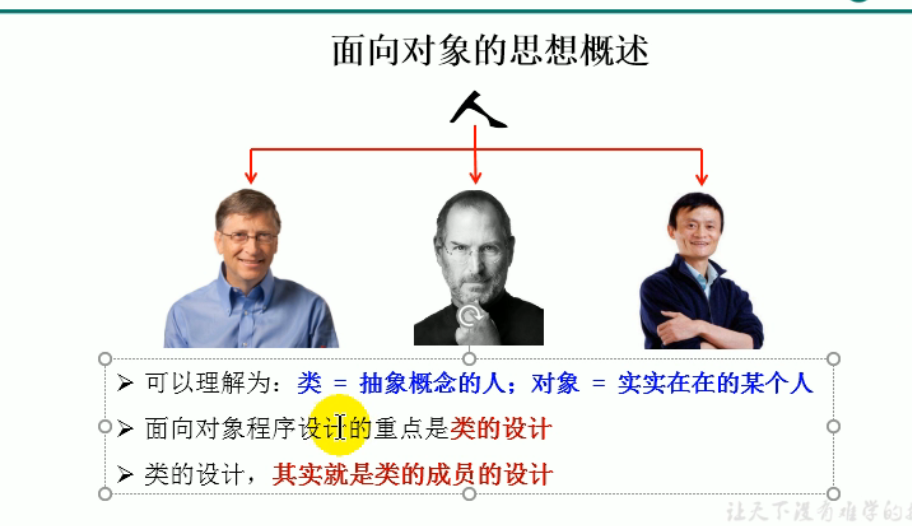 面向对象的思想概述
人
➢ 可以理解为：类 = 抽象概念的人；对象 = 实实在在的某个人
➢ 面向对象程序设计的重点是类的设计
➢ 类的设计，其实就是类的成员的设计
让天下没有难学的